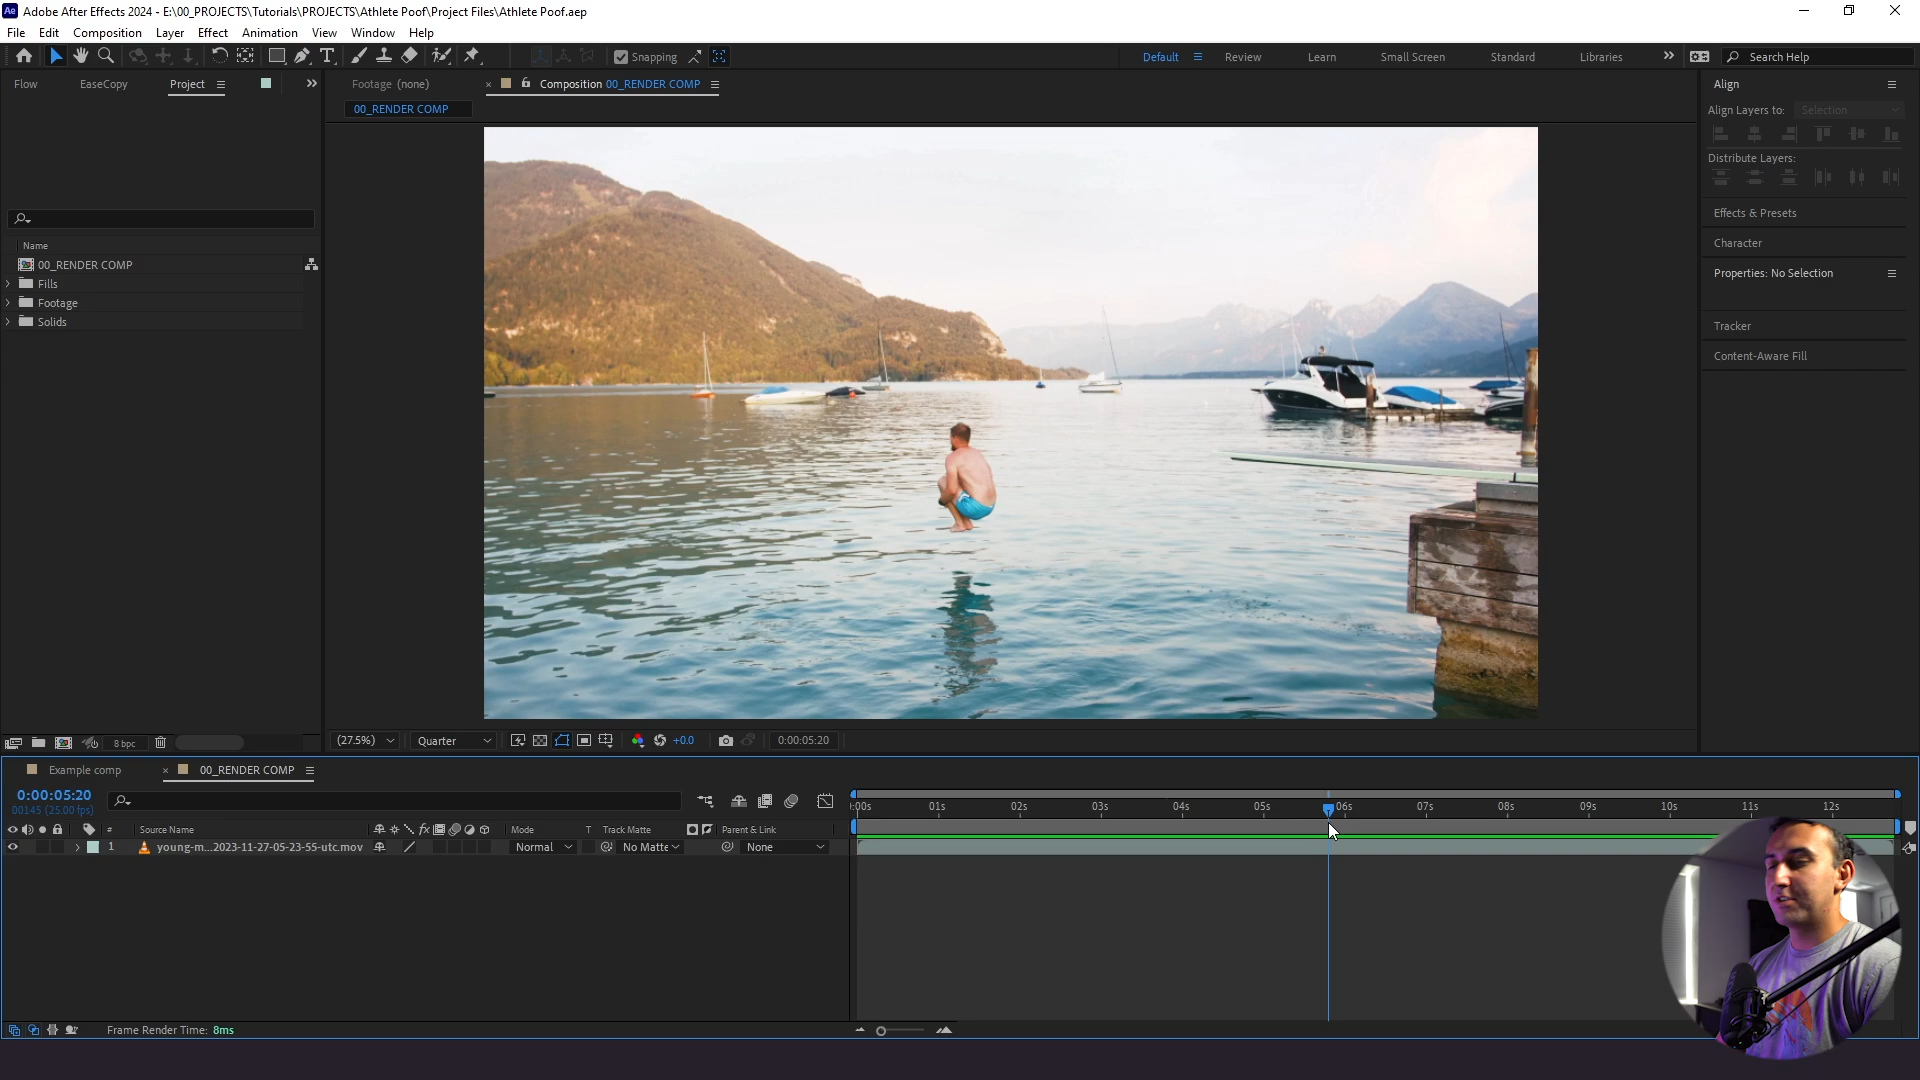 Ae Adobe After Effects 2024 - E:\00_PROJECTS\Tutorials\PROJECTS\Athlete Poof\Project Files\Athlete Poof.aep
File Edit Composition Layer Effect Animation View Window Help
Snapping Default Review Learn Small Screen Standard Libraries Search Help
Flow EaseCopy Project Footage (none) Composition 00_RENDER COMP Align
00_RENDER COMP Align Layers to: Selection
Distribute Layers:
Effects & Presets
Name Character
00_RENDER COMP
Fills Properties: No Selection
Footage
Solids Tracker
Content-Aware Fill
8 bpc (27.5%) Quarter +0.0 0:00:05:20
Example comp 00_RENDER COMP
0:00:05:20
00145 (25.00 fps) :00s 01s 02s 03s 04s 05s 06s 07s 08s 09s 10s 11s 12s
# Source Name fx Mode T Track Matte Parent & Link
1 young-m...2023-11-27-05-23-55-utc.mov Normal No Matte None
Frame Render Time: 8ms